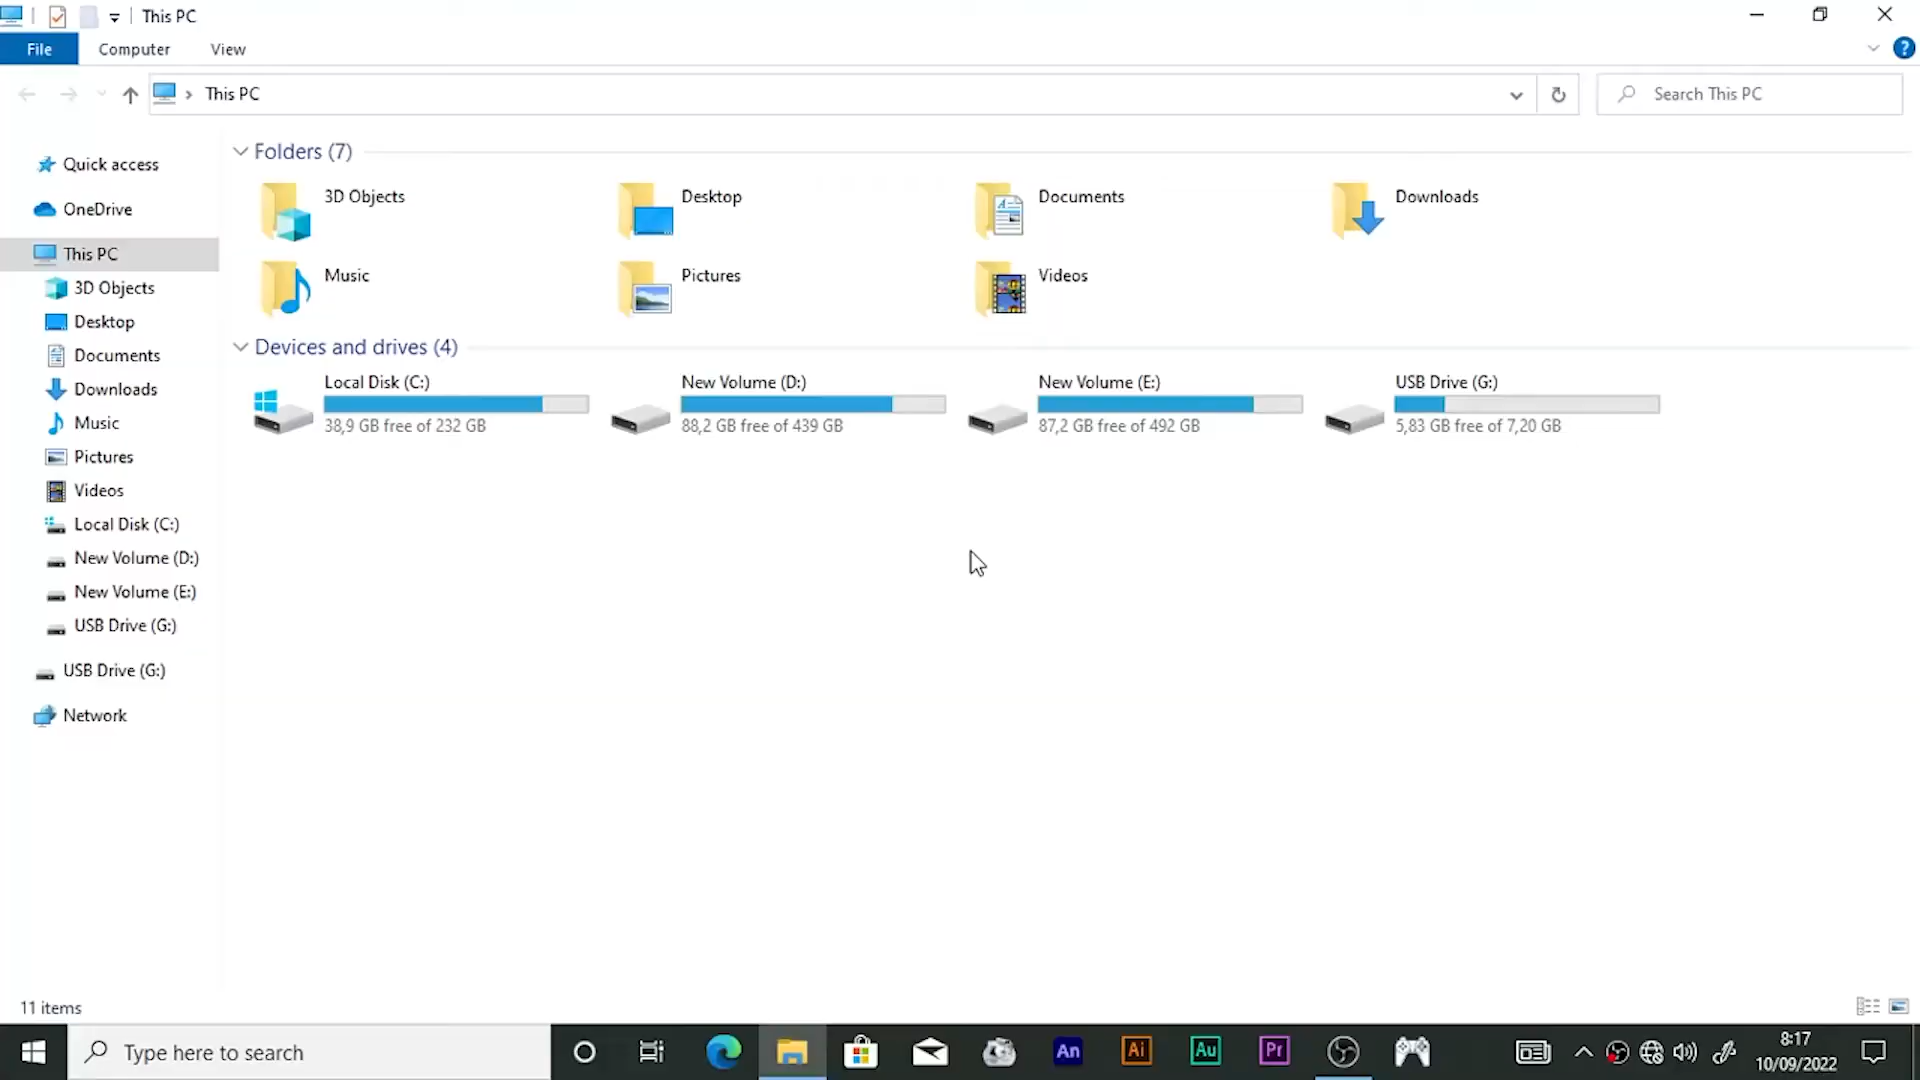 This PC
File Computer View
This PC
Search This PC
Quick access
OneDrive
This PC
3D Objects
Desktop
Documents
Downloads
Music
Pictures
Videos
Local Disk (C:)
New Volume (D:)
New Volume (E:)
USB Drive (G:)
USB Drive (G:)
Network
Folders (7)
3D Objects
Desktop
Documents
Downloads
Music
Pictures
Videos
Devices and drives (4)
Local Disk (C:)
38,9 GB free of 232 GB
New Volume (D:)
88,2 GB free of 439 GB
New Volume (E:)
87,2 GB free of 492 GB
USB Drive (G:)
5,83 GB free of 7,20 GB
11 items
Type here to search
An
Ai
Au
Pr
8:17
10/09/2022